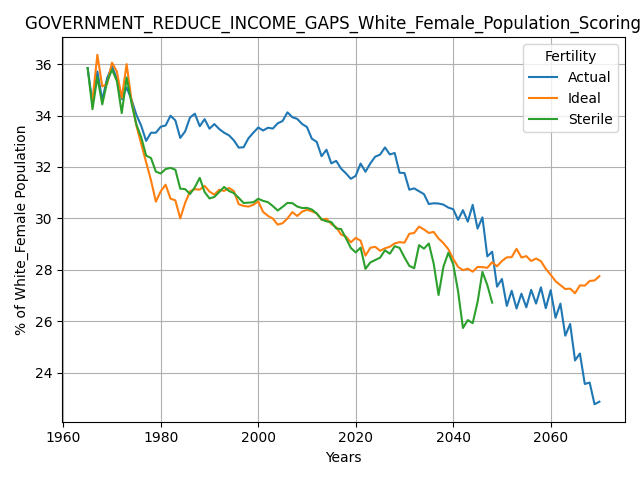 GOVERNMENT_REDUCE_INCOME_GAPS_White_Female_Population_Scoring
Fertility
Actual
Ideal
Sterile
% of White_Female Population
36
34
32
30
28
26
24
1960
1980
2000
2020
2040
2060
Years